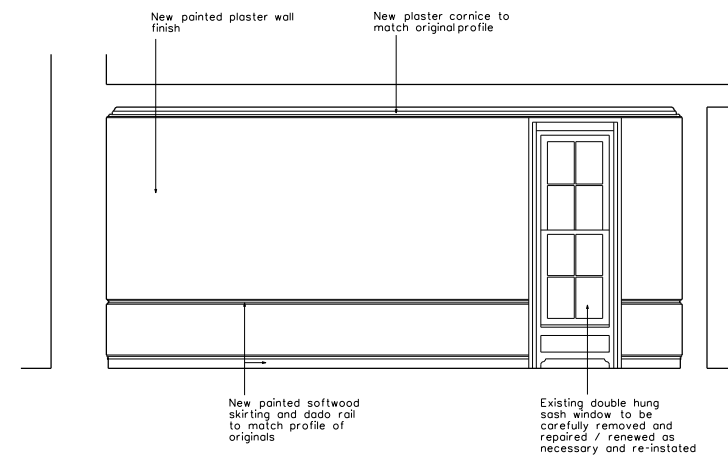 New painted plaster wall
finish
New plaster cornice to
match original profile
New painted softwood
skirting and dado rail
to match profile of
originals
Existing double hung
sash window to be
carefully removed and
repaired / renewed as
necessary and re-instated